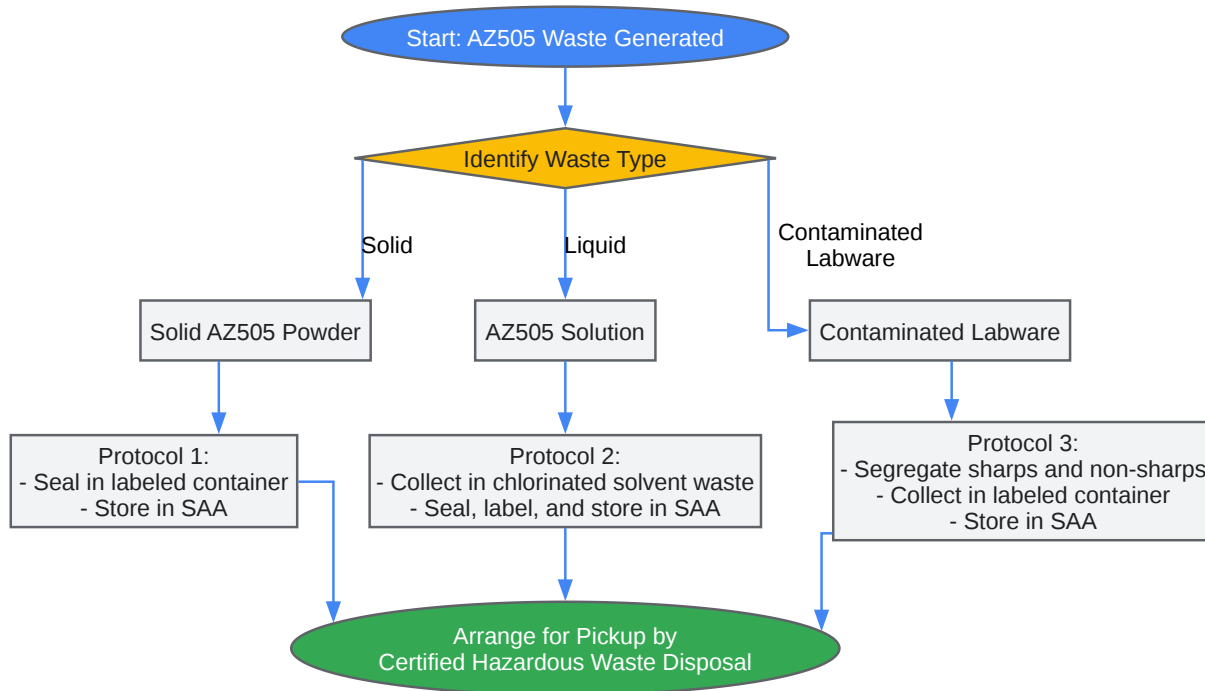 Start: AZ505 Waste Generated
Identify Waste Type
Solid
Liquid
Contaminated
Labware
Solid AZ505 Powder
AZ505 Solution
Contaminated Labware
Protocol 1:
- Seal in labeled container
- Store in SAA
Protocol 2:
- Collect in chlorinated solvent waste
- Seal, label, and store in SAA
Protocol 3:
- Segregate sharps and non-sharps
- Collect in labeled container
- Store in SAA
Arrange for Pickup by
Certified Hazardous Waste Disposal